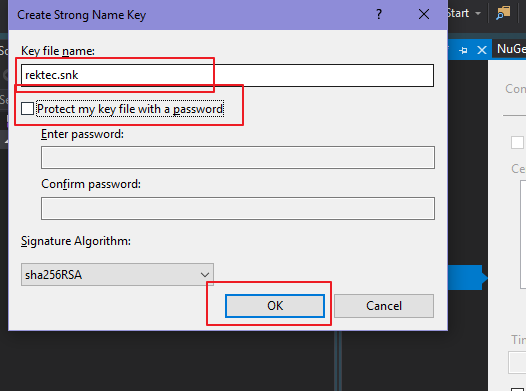 Create Strong Name Key
Start
Key file name:
NuGe
rektec.snk
Protect my key file with a password
Enter password:
Confirm password:
Signature Algorithm:
sha256RSA
OK
Cancel